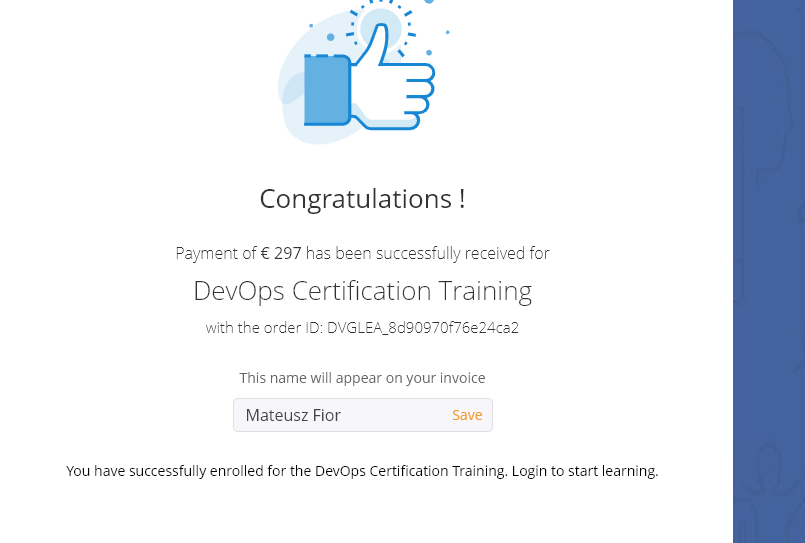 Congratulations !
Payment of € 297 has been successfully received for
DevOps Certification Training
with the order ID: DVGLEA_8d90970f76e24ca2
This name will appear on your invoice
Mateusz Fior Save
You have successfully enrolled for the DevOps Certification Training. Login to start learning.